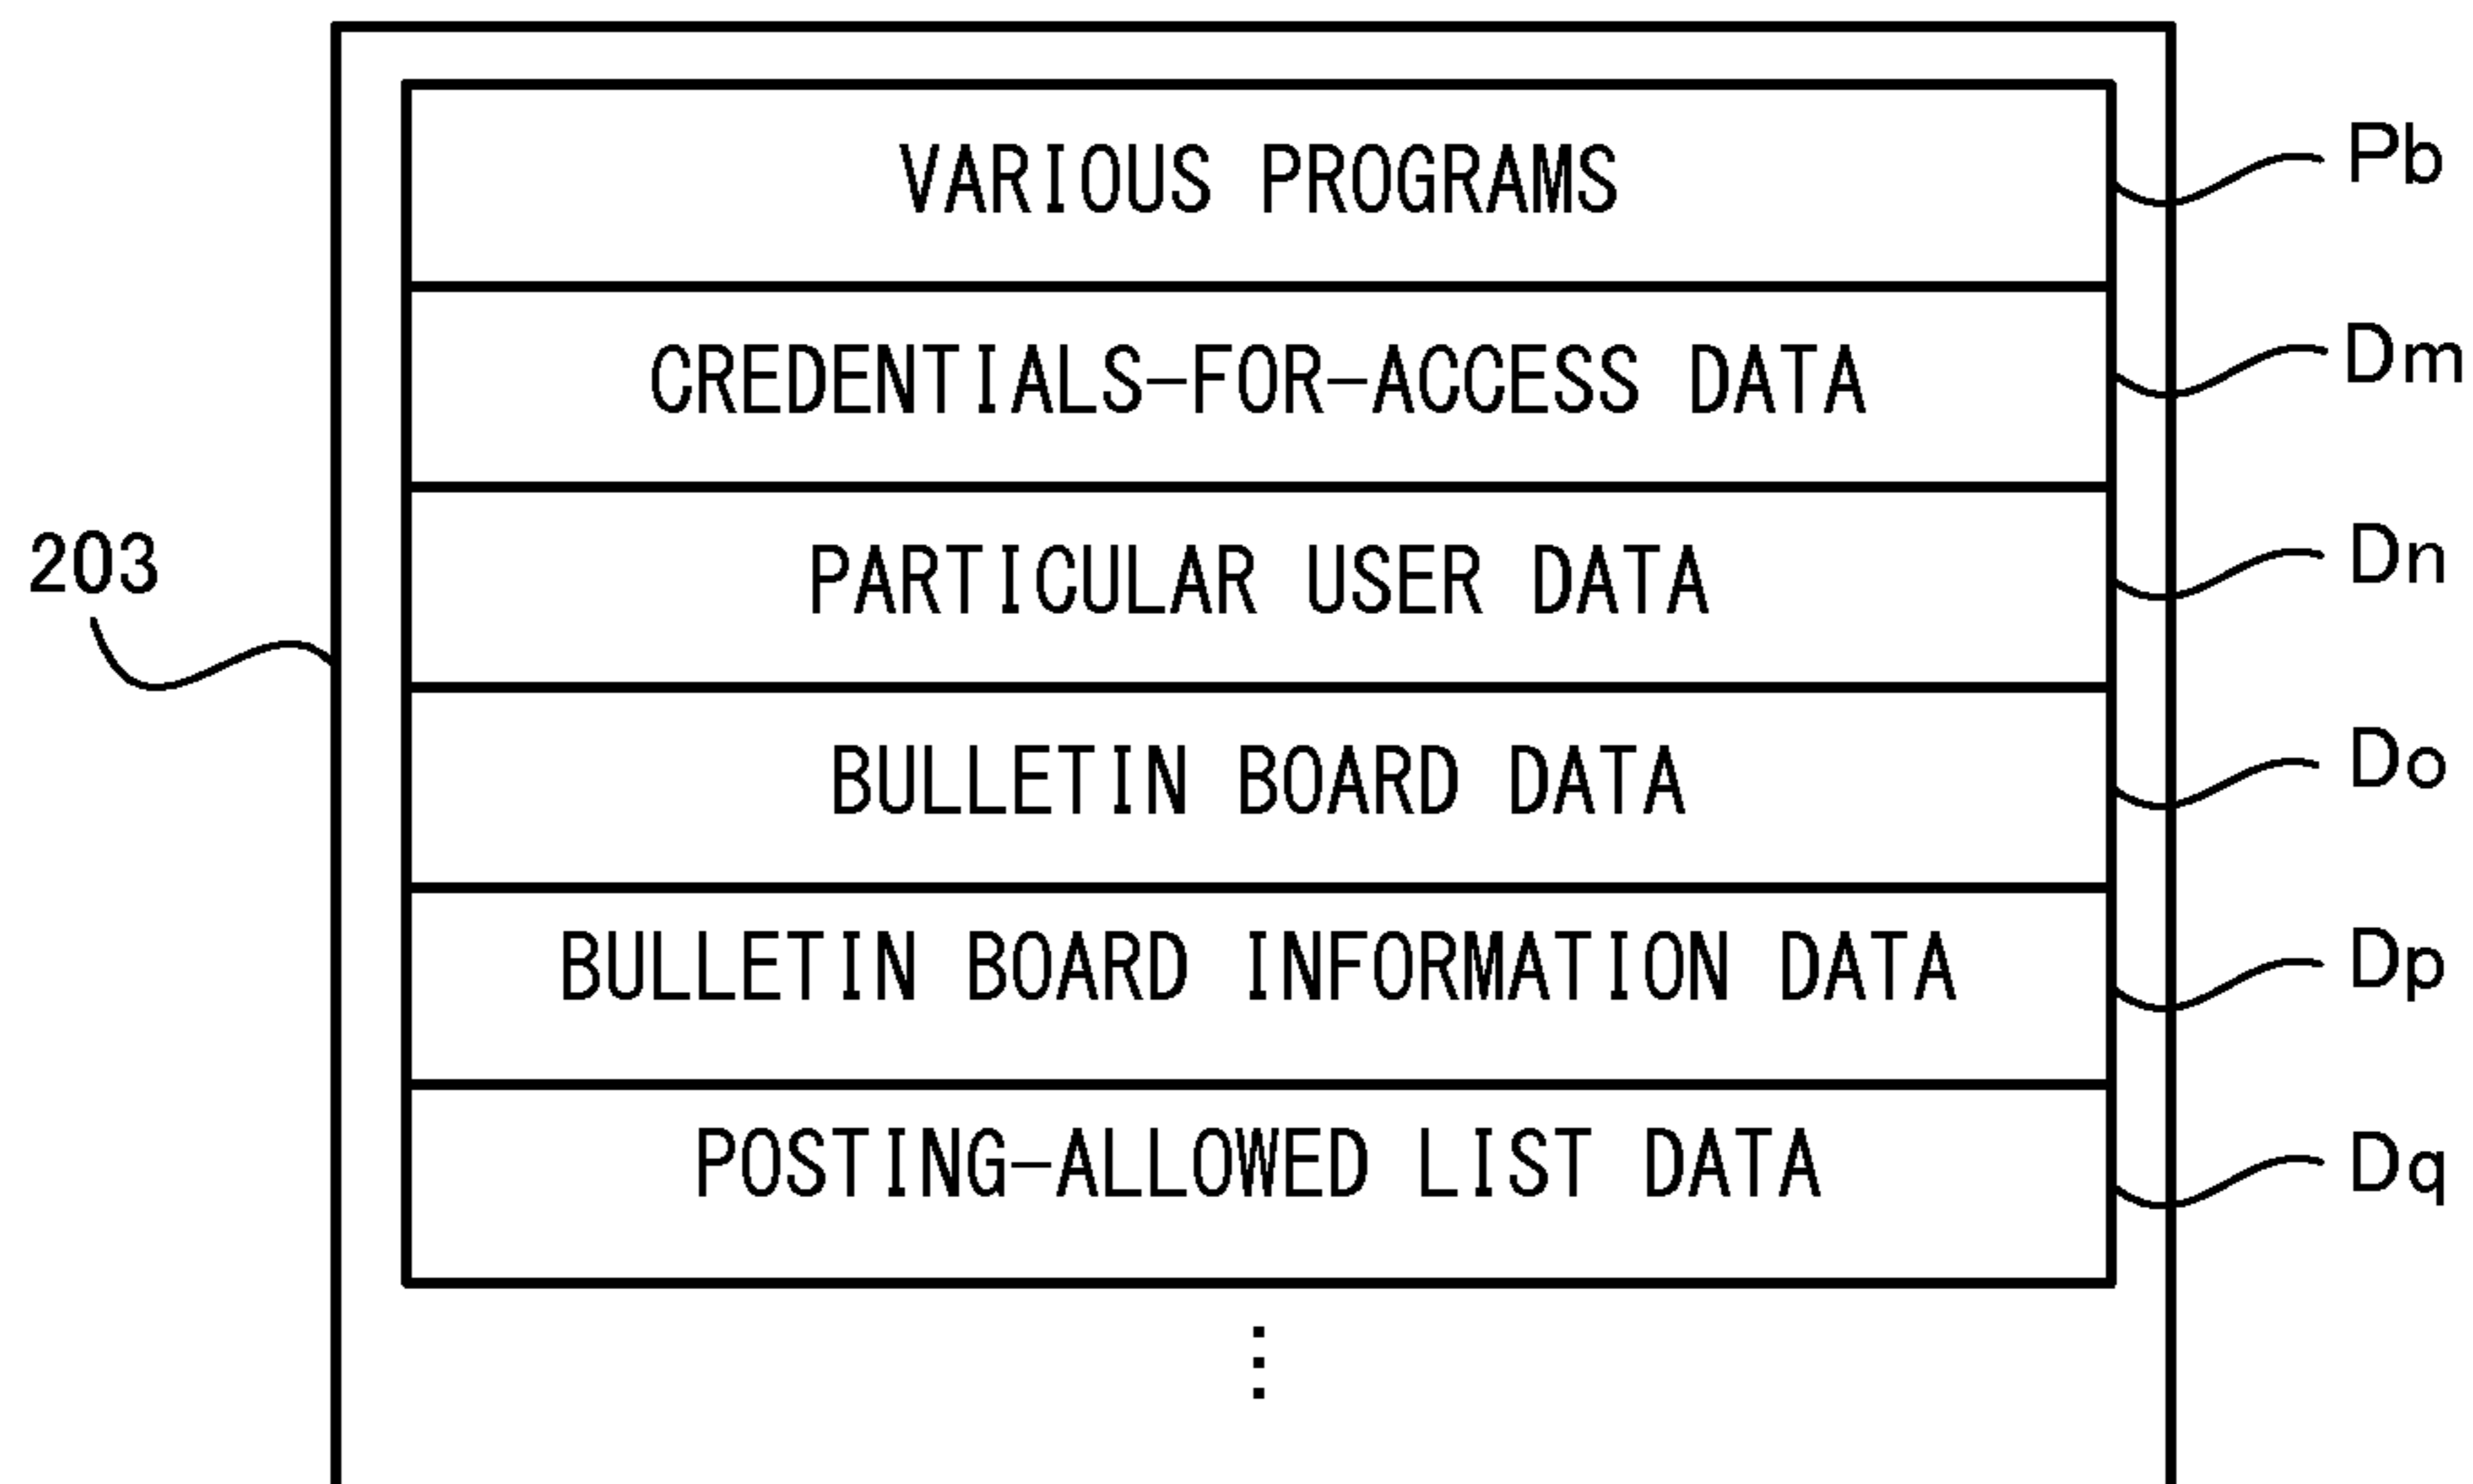 VARIOUS PROGRAMS Pb
CREDENTIALS-FOR-ACCESS DATA Dm
203
PARTICULAR USER DATA Dn
BULLETIN BOARD DATA Do
BULLETIN BOARD INFORMATION DATA Dp
POSTING-ALLOWED LIST DATA Dq
⋮